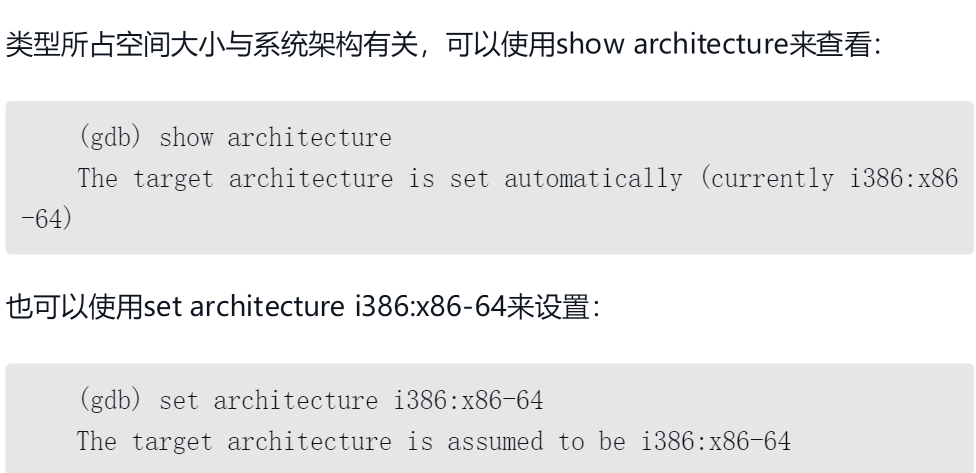 类型所占空间大小与系统架构有关，可以使用show architecture来查看：
(gdb) show architecture
The target architecture is set automatically (currently i386:x86
-64)
也可以使用set architecture i386:x86-64来设置：
(gdb) set architecture i386:x86-64
The target architecture is assumed to be i386:x86-64